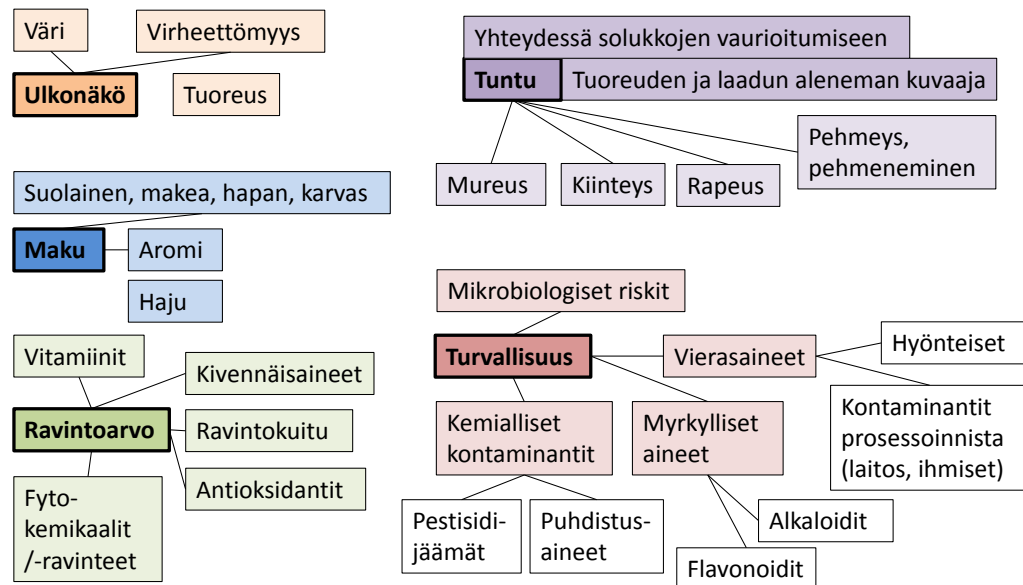 Väri
Virheettömyys
Ulkonäkö
Tuoreus
Suolainen, makea, hapan, karvas
Maku
Aromi
Haju
Vitamiinit
Kivennäisaineet
Ravintoarvo
Ravintokuitu
Antioksidantit
Fyto-
kemikaalit
/-ravinteet
Yhteydessä solukkojen vaurioitumiseen
Tuntu
Tuoreuden ja laadun aleneman kuvaaja
Mureus
Kiinteys
Rapeus
Pehmeys,
pehmeneminen
Mikrobiologiset riskit
Turvallisuus
Vierasaineet
Hyönteiset
Kontaminantit
prosessoinnista
(laitos, ihmiset)
Kemialliset
kontaminantit
Myrkylliset
aineet
Pestisidi-
jäämät
Puhdistus-
aineet
Alkaloidit
Flavonoidit